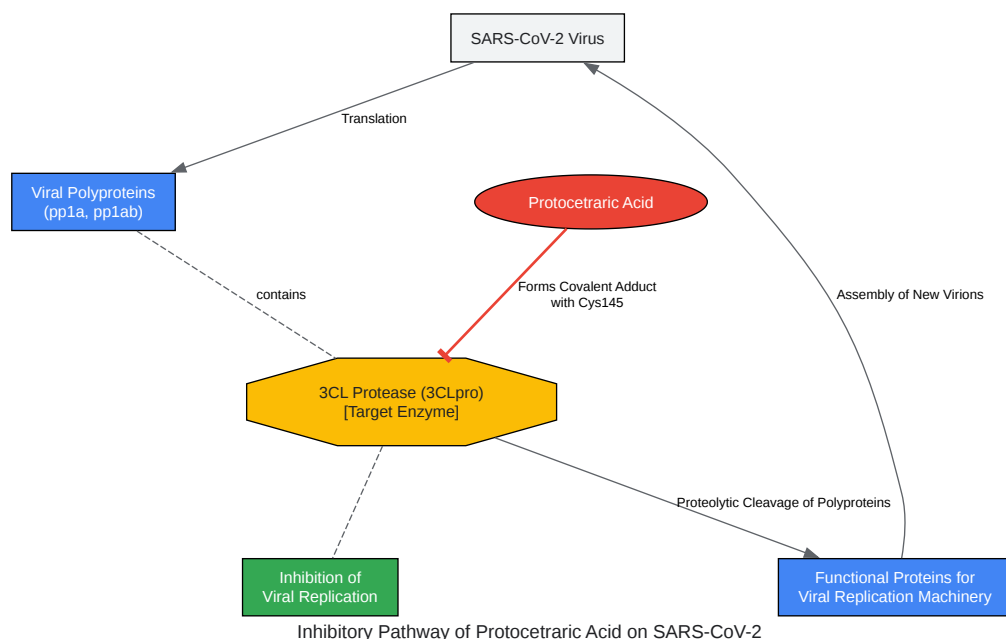 SARS-CoV-2 Virus
Translation
Viral Polyproteins
(pp1a, pp1ab)
Protocetraric Acid
contains
Forms Covalent Adduct
with Cys145
Assembly of New Virions
3CL Protease (3CLpro)
[Target Enzyme]
Proteolytic Cleavage of Polyproteins
Inhibition of
Viral Replication
Functional Proteins for
Viral Replication Machinery
Inhibitory Pathway of Protocetraric Acid on SARS-CoV-2